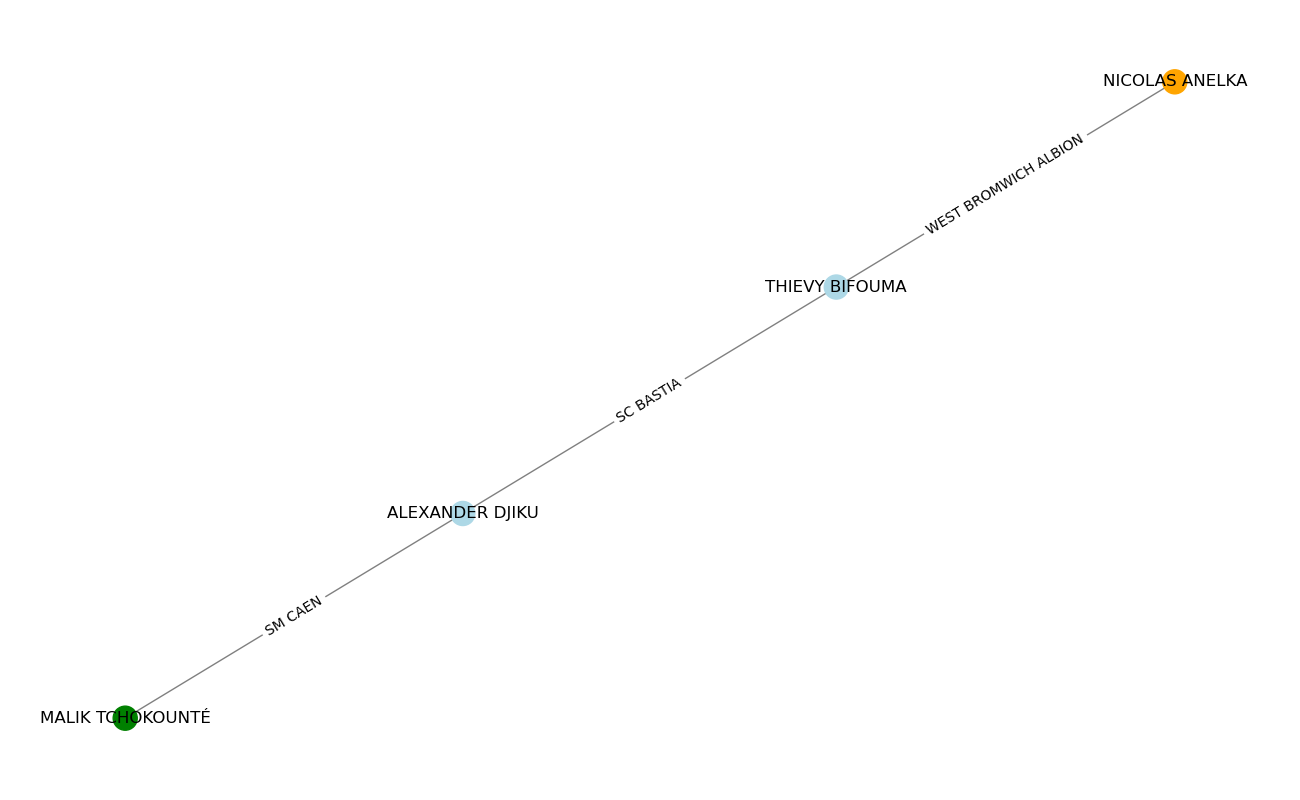 NICOLAS ANELKA
WEST BROMWICH ALBION
THIEVY BIFOUMA
SC BASTIA
ALEXANDER DJIKU
SM CAEN
MALIK TCHOKOUNTÉ